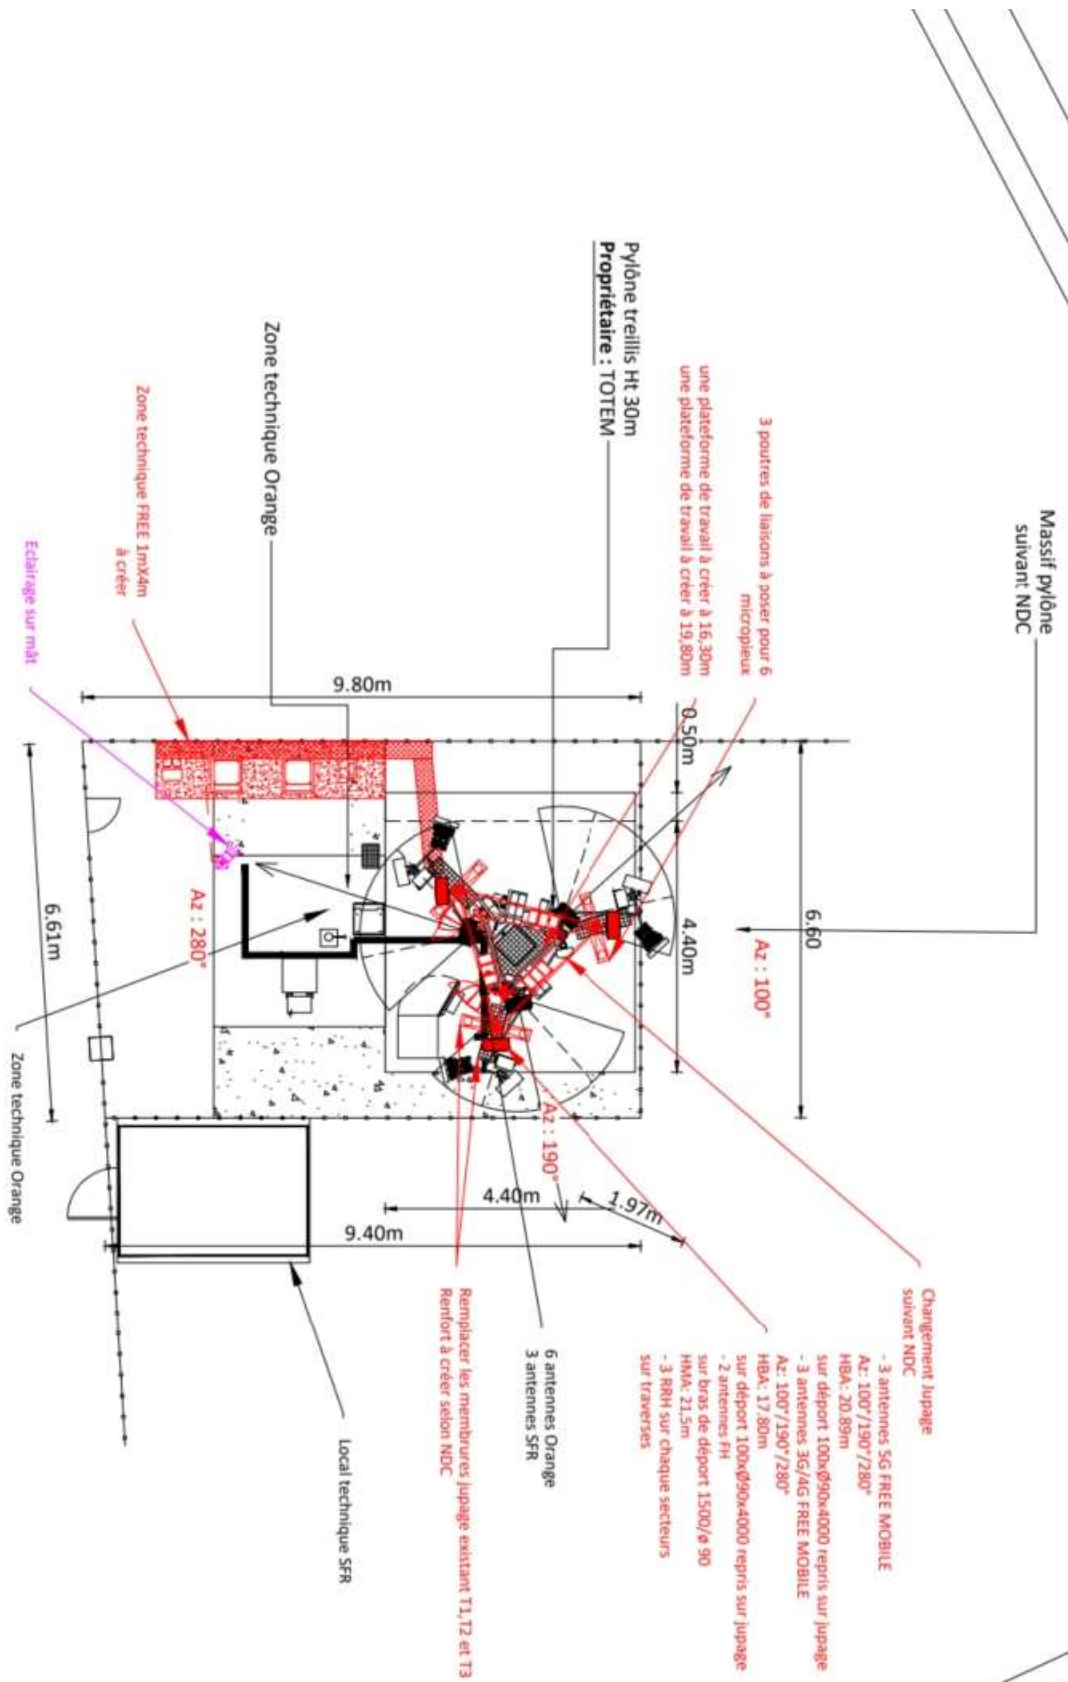 Massif pylône
suivant NDC
3 poutres de liaisons à poser pour 6
micropieux
une plateforme de travail à créer à 16,30m
une plateforme de travail à créer à 19,80m
Pylône treillis Ht 30m
Propriétaire : TOTEM
Zone technique Orange
Zone technique FREE 1mX4m
à créer
Eclairage sur mât
9.80m
0.50m
6.60
4.40m
Az : 100°
Az : 280°
6.61m
Az : 190°
4.40m
1.97m
9.40m
Zone technique Orange
Changement Jupage
suivant NDC
- 3 antennes 5G FREE MOBILE
Az: 100°/190°/280°
HBA: 20.89m
sur déport 100xØ90x4000 repris sur jupage
- 3 antennes 3G/4G FREE MOBILE
Az: 100°/190°/280°
HBA: 17.80m
sur déport 100xØ90x4000 repris sur jupage
- 2 antennes FH
sur bras de déport 1500/ø 90
HMA: 21,5m
- 3 RRH sur chaque secteurs
sur traverses
6 antennes Orange
3 antennes SFR
Remplacer les membrures jupage existant T1,T2 et T3
Renfort à créer selon NDC
Local technique SFR